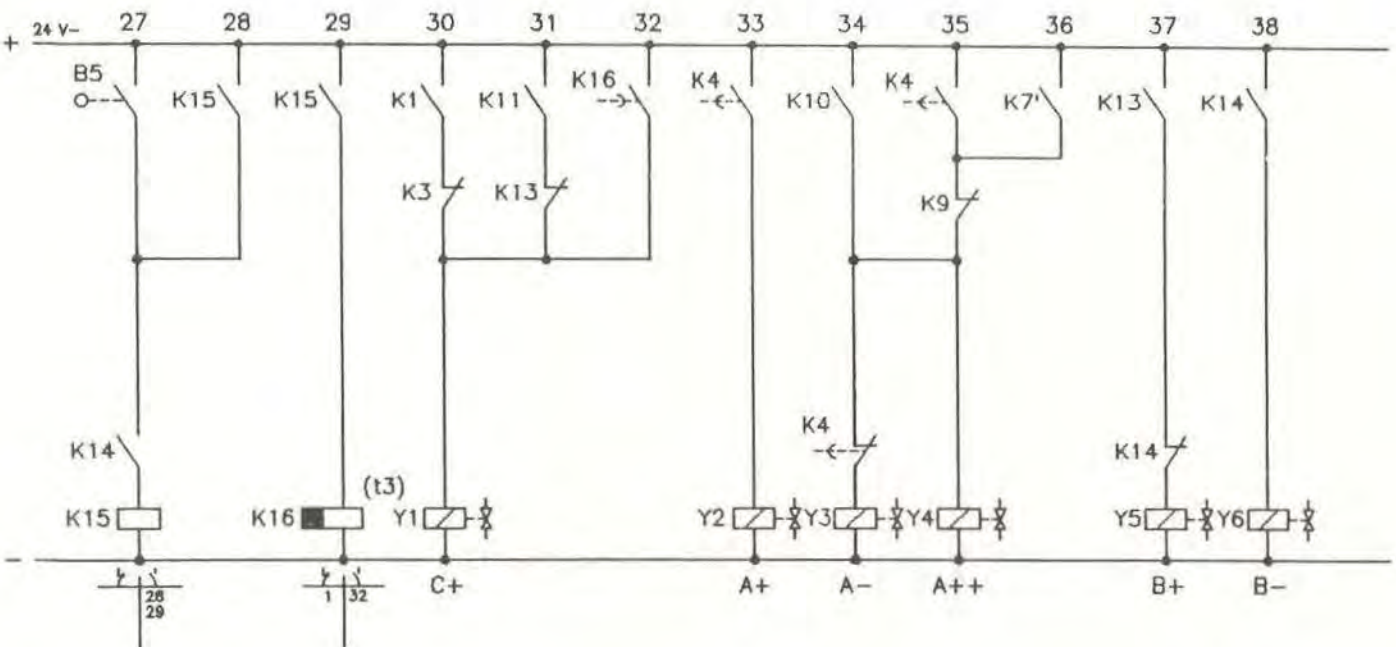 27 28 29 30 31 32 33 34 35 36 37 38
+ 24 V-
B5 K15 K15 K1 K11 K16 K4 K10 K4 K7' K13 K14
K3 K13 K9
K14 K4 K14
(t3)
K15 K16 Y1 Y2 Y3 Y4 Y5 Y6
-
C+ A+ A- A++ B+ B-
28 1 32
29